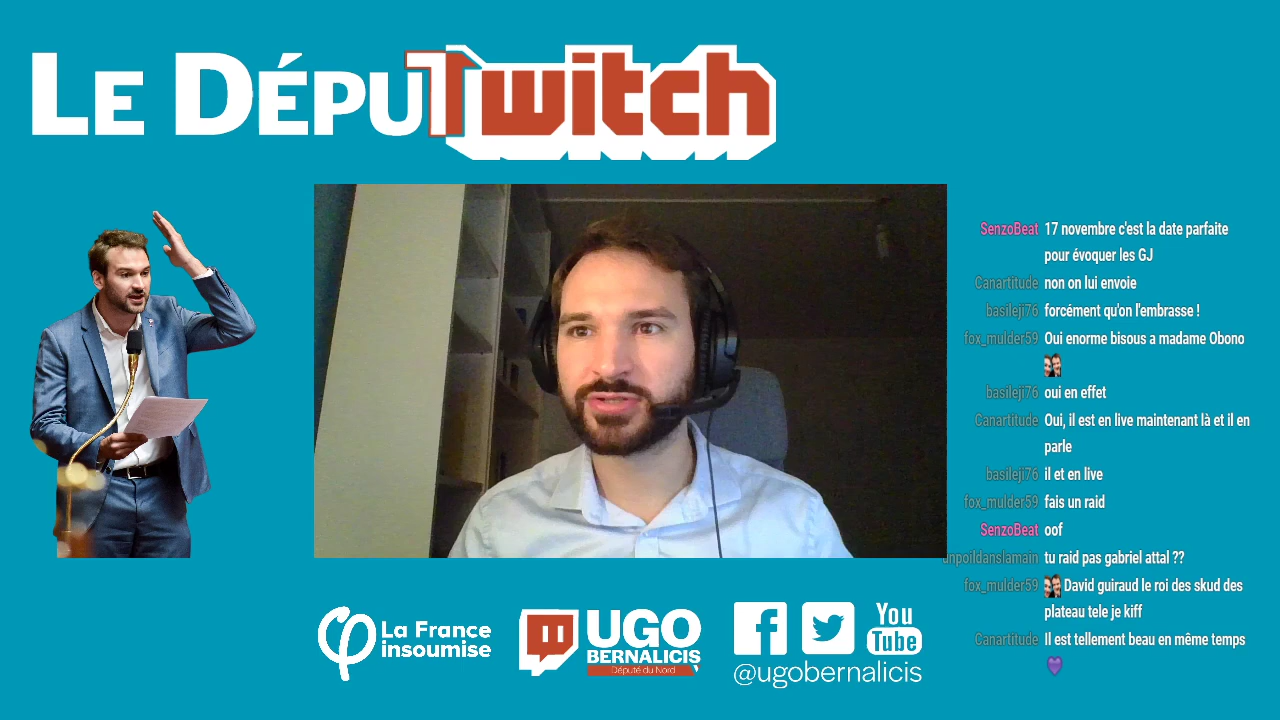 LE DÉPUTwitch
SenzoBeat 17 novembre c'est la date parfaite
pour évoquer les GJ
Canartitude non on lui envoie
basileji76 forcément qu'on l'embrasse !
fox_mulder59 Oui enorme bisous a madame Obono
basileji76 oui en effet
Canartitude Oui, il est en live maintenant là et il en
parle
basileji76 il et en live
fox_mulder59 fais un raid
SenzoBeat oof
unpoildanslamain tu raid pas gabriel attal ??
fox_mulder59 David guiraud le roi des skud des
plateau tele je kiff
Canartitude Il est tellement beau en même temps
La France
insoumise
UGO
BERNALICIS
Député du Nord
You
Tube
@ugobernalicis